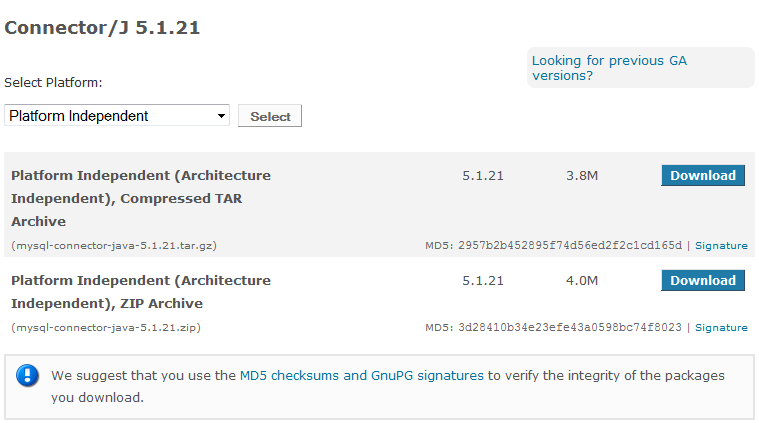 Connector/J 5.1.21
Looking for previous GA
versions?
Select Platform:
Platform Independent
Select
Platform Independent (Architecture
Independent), Compressed TAR
Archive
5.1.21
3.8M
Download
(mysql-connector-java-5.1.21.tar.gz)
MD5: 2957b2b452895f74d56ed2f2c1cd165d | Signature
Platform Independent (Architecture
Independent), ZIP Archive
5.1.21
4.0M
Download
(mysql-connector-java-5.1.21.zip)
MD5: 3d28410b34e23efe43a0598bc74f8023 | Signature
We suggest that you use the MD5 checksums and GnuPG signatures to verify the integrity of the packages
you download.